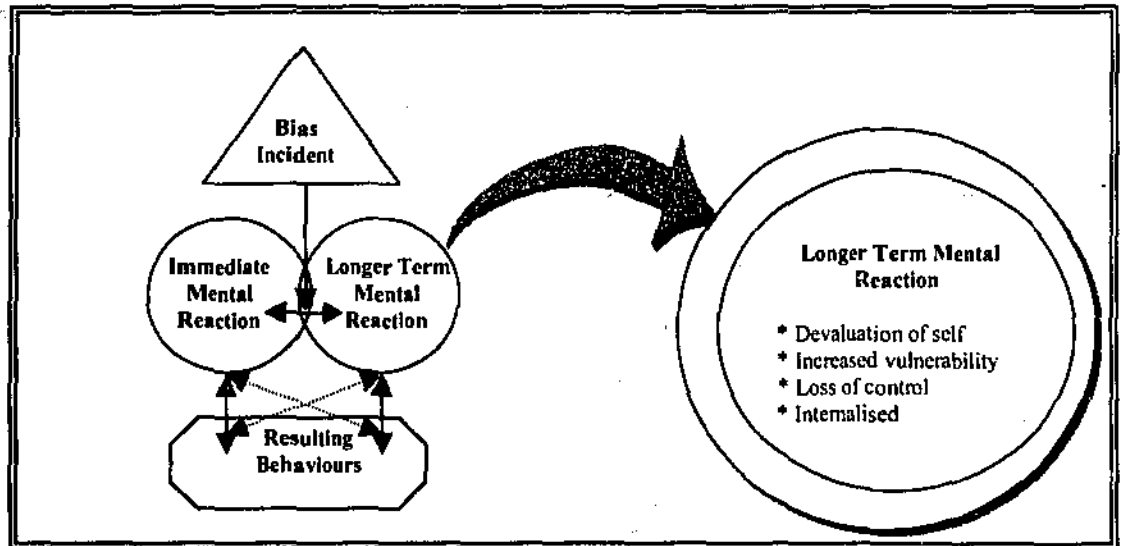 Bias
Incident
Immediate
Mental
Reaction
Longer Term
Mental
Reaction
Resulting
Behaviours
Longer Term Mental
Reaction
* Devaluation of self
* Increased vulnerability
* Loss of control
* Internalised